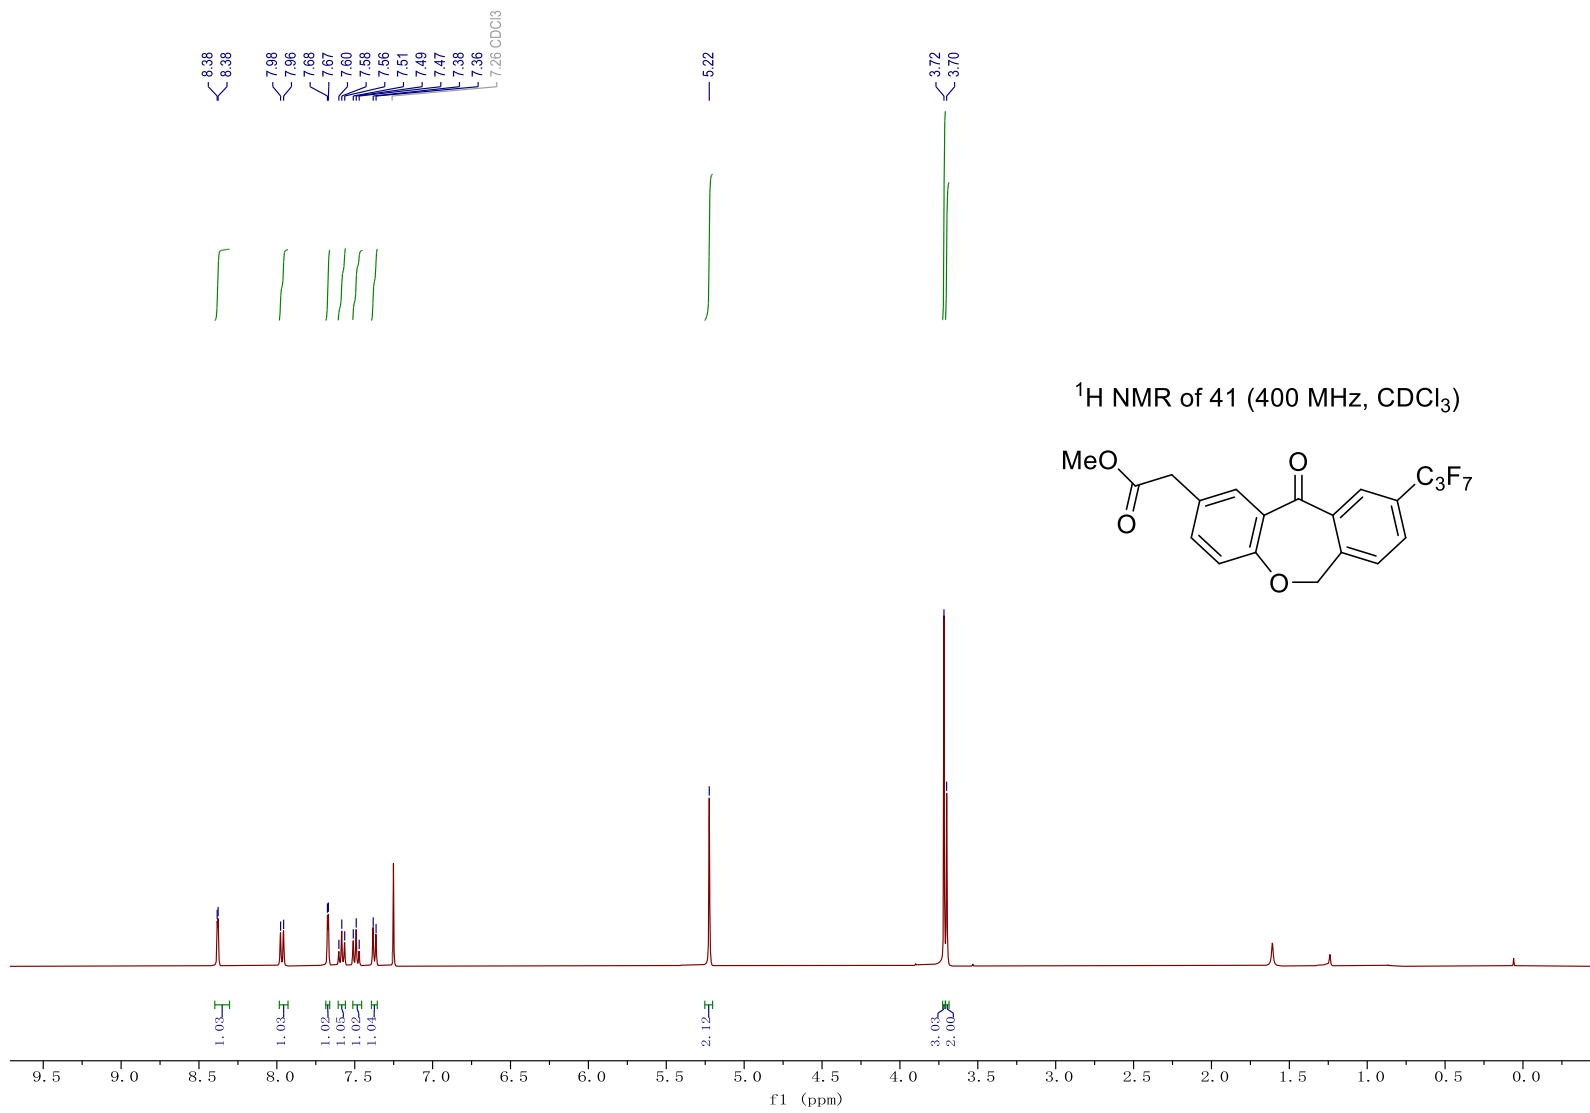 8.38
8.38
7.98
7.96
7.68
7.67
7.60
7.58
7.56
7.51
7.49
7.47
7.38
7.36
7.26 CDCl3
5.22
3.72
3.70
¹H NMR of 41 (400 MHz, CDCl₃)
MeO
O
O
C₃F₇
O
1.03
1.03
1.02
1.05
1.02
1.04
2.12
3.03
2.00
9.5 9.0 8.5 8.0 7.5 7.0 6.5 6.0 5.5 5.0 4.5 4.0 3.5 3.0 2.5 2.0 1.5 1.0 0.5 0.0
f1 (ppm)